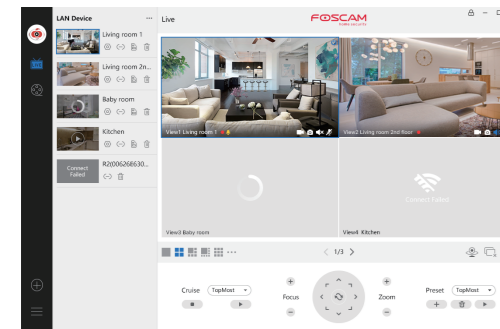 LAN Device
...
Live
FOSCAM
home security
Living room 1
Living room 2n...
Baby room
Kitchen
Connect
Failed
R2(006268630...
View1 Living room 1
View2 Living room 2nd floor
View3 Baby room
Connect Failed
View4 Kitchen
1/3
Cruise
TopMost
Focus
Zoom
Preset
TopMost